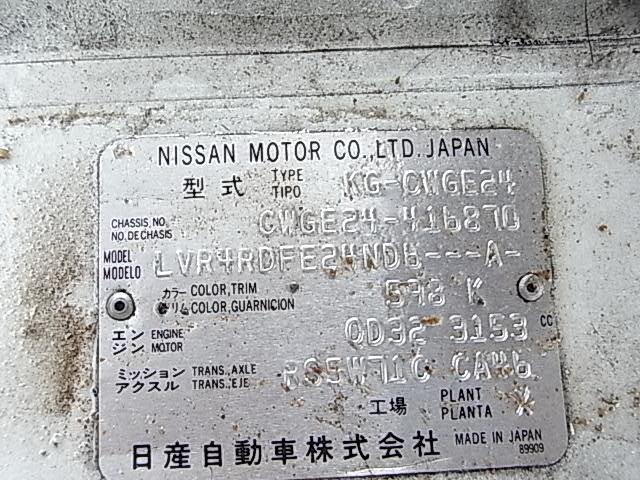 NISSAN MOTOR CO.,LTD. JAPAN
型式 TYPE TIPO KG-CWGE24
CHASSIS, NO. NO. DE CHASIS CWGE24-416870
MODEL MODELO LVR4RDFE24ND6---A-
カラー COLOR, TRIM トリム COLOR, GUARNICION 598 K
エンジン ENGINE MOTOR QD32 3153 CC
ミッション アクスル TRANS., AXLE TRANS., EJE RS5W71C CA46
工場 PLANT PLANTA
日産自動車株式会社 MADE IN JAPAN
89909